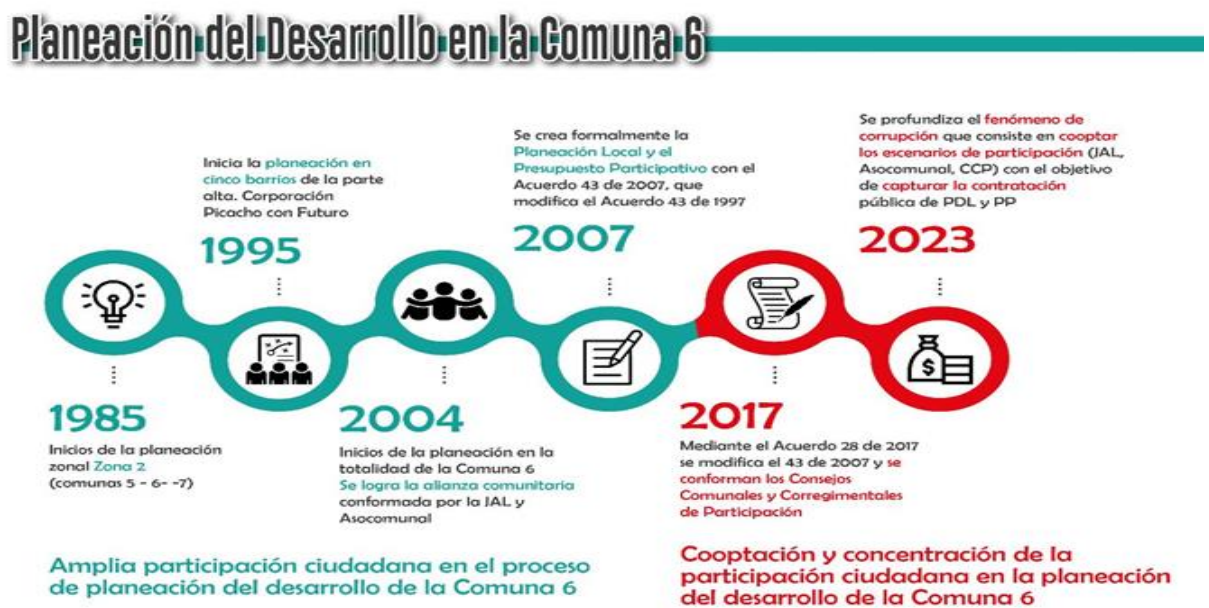 Planeación del Desarrollo en la Comuna 6
1985
Inicios de la planeación
zonal Zona 2
(comunas 5 - 6- -7)
Inicia la planeación en
cinco barrios de la parte
alta. Corporación
Picacho con Futuro
1995
2004
Inicios de la planeación en la
totalidad de la Comuna 6
Se logra la alianza comunitaria
conformada por la JAL y
Asocomunal
Se crea formalmente la
Planeación Local y el
Presupuesto Participativo con el
Acuerdo 43 de 2007, que
modifica el Acuerdo 43 de 1997
2007
2017
Mediante el Acuerdo 28 de 2017
se modifica el 43 de 2007 y se
conforman los Consejos
Comunales y Corregimentales
de Participación
Se profundiza el fenómeno de
corrupción que consiste en cooptar
los escenarios de participación (JAL,
Asocomunal, CCP) con el objetivo
de capturar la contratación
pública de PDL y PP
2023
$
Amplia participación ciudadana en el proceso
de planeación del desarrollo de la Comuna 6
Cooptación y concentración de la
participación ciudadana en la planeación
del desarrollo de la Comuna 6